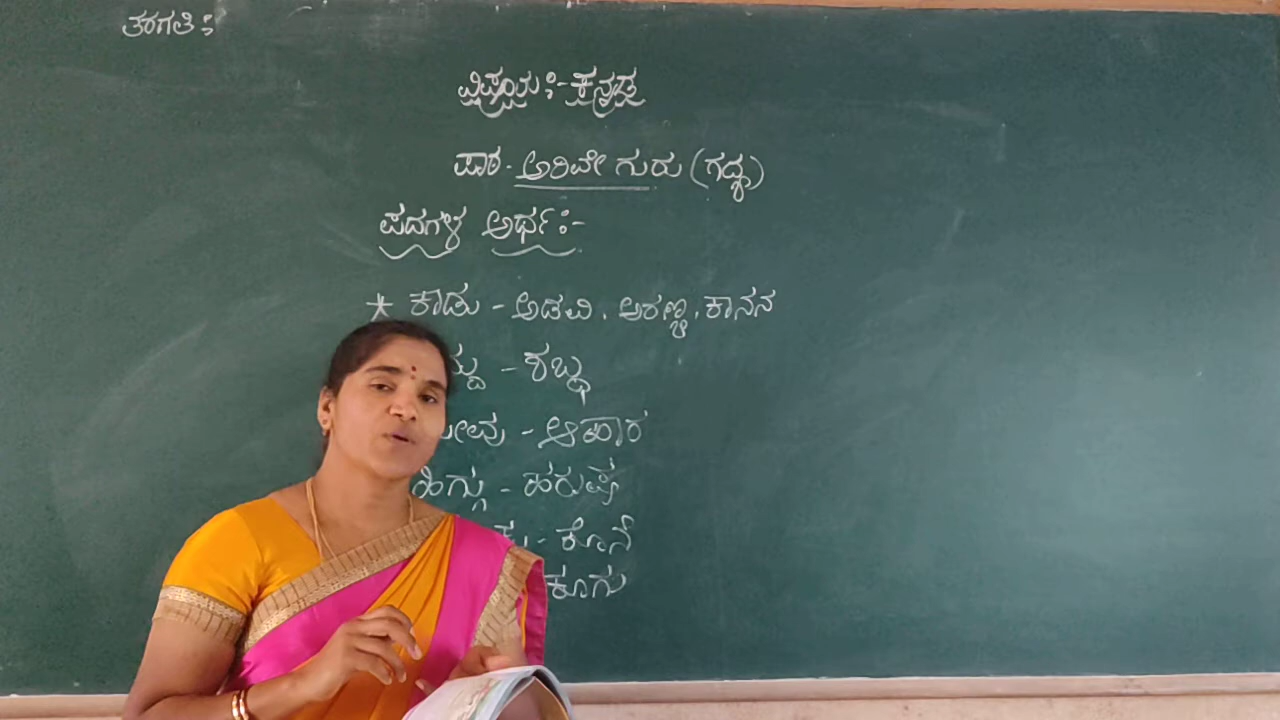 ತರಗತಿ :
ವಿಷಯ :- ಕನ್ನಡ
ಪಾಠ - ಅರಿವೇ ಗುರು (ಗದ್ಯ)
ಪದಗಳ ಅರ್ಥ :-
* ಕಾಡು - ಅಡವಿ, ಅರಣ್ಯ, ಕಾನನ
- ಶಬ್ಧ
- ಆಹಾರ
ಹಿಗ್ಗು - ಹರುಷ
- ಕೊನೆ
ಕೂಗು